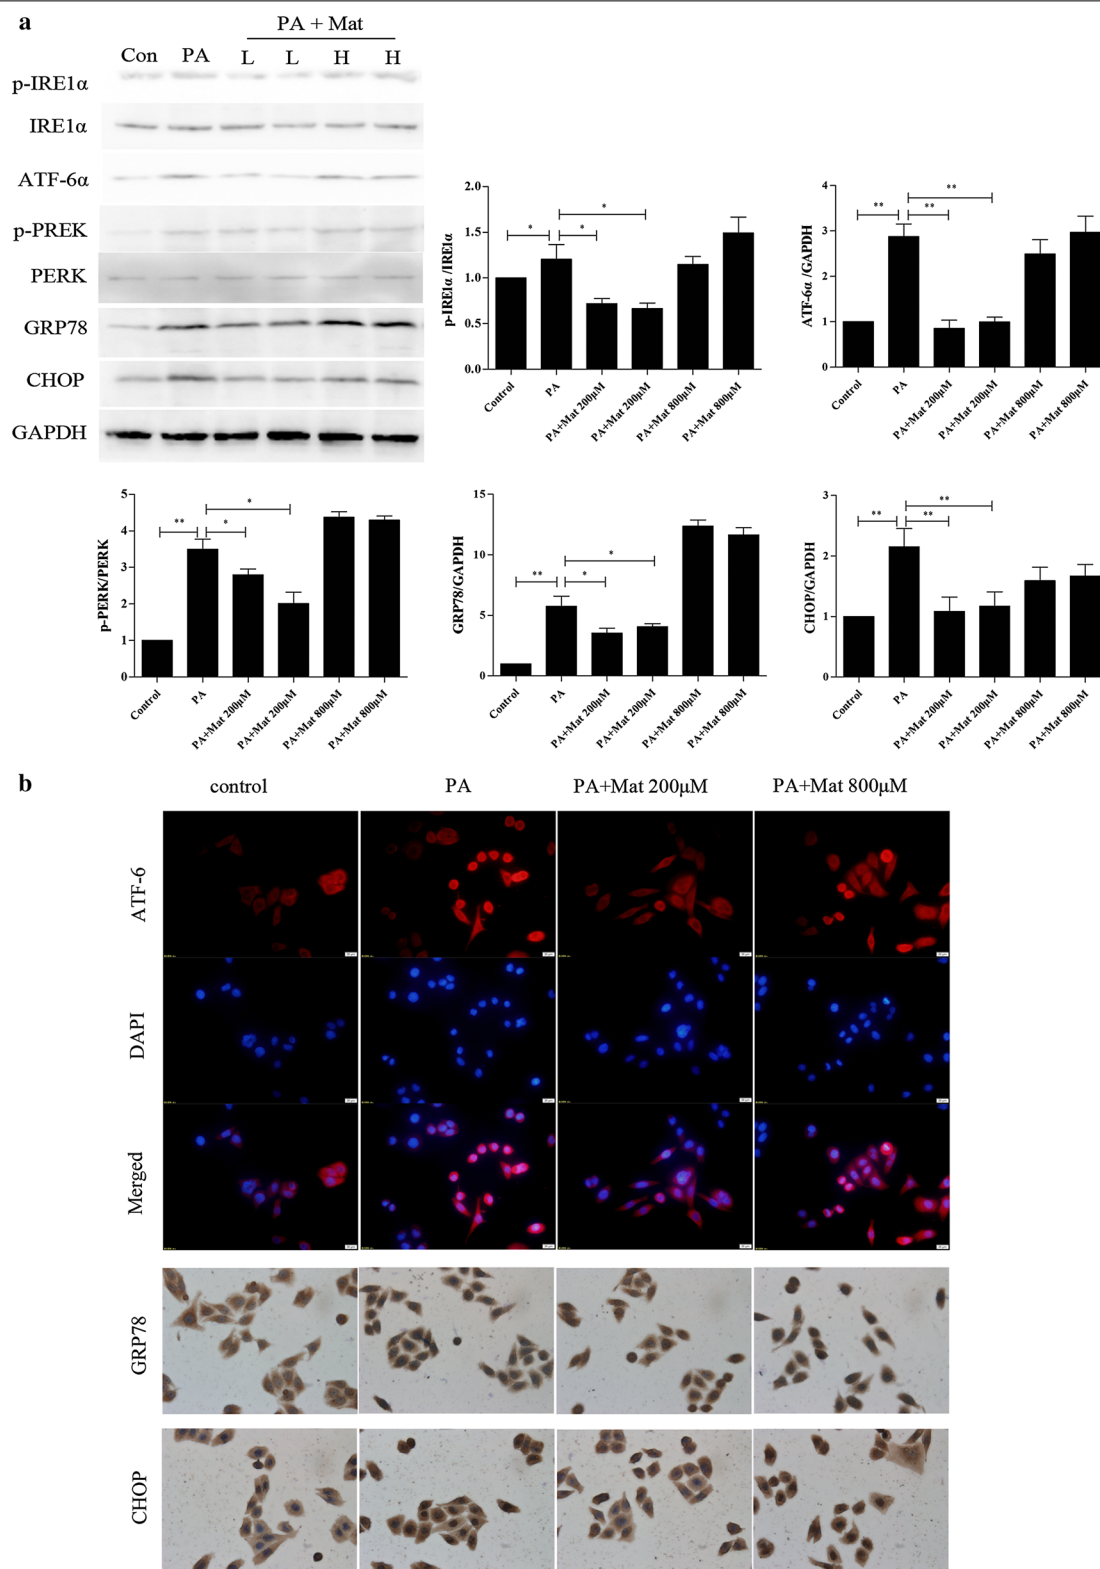 a
PA + Mat
Con PA L L H H
p-IRE1α
IRE1α
ATF-6α
p-PREK
PERK
GRP78
CHOP
GAPDH
p-IRE1α /IRE1α
2.0
1.5
1.0
0.5
0.0
* * *
Control
PA
PA+Mat 200μM
PA+Mat 200μM
PA+Mat 800μM
PA+Mat 800μM
ATF-6α /GAPDH
4
3
2
1
0
** ** **
Control
PA
PA+Mat 200μM
PA+Mat 200μM
PA+Mat 800μM
PA+Mat 800μM
p-PERK/PERK
5
4
3
2
1
0
** * *
Control
PA
PA+Mat 200μM
PA+Mat 200μM
PA+Mat 800μM
PA+Mat 800μM
GRP78/GAPDH
15
10
5
0
** * *
Control
PA
PA+Mat 200μM
PA+Mat 200μM
PA+Mat 800μM
PA+Mat 800μM
CHOP/GAPDH
3
2
1
0
** ** **
Control
PA
PA+Mat 200μM
PA+Mat 200μM
PA+Mat 800μM
PA+Mat 800μM
b
control PA PA+Mat 200μM PA+Mat 800μM
ATF-6
DAPI
Merged
GRP78
CHOP